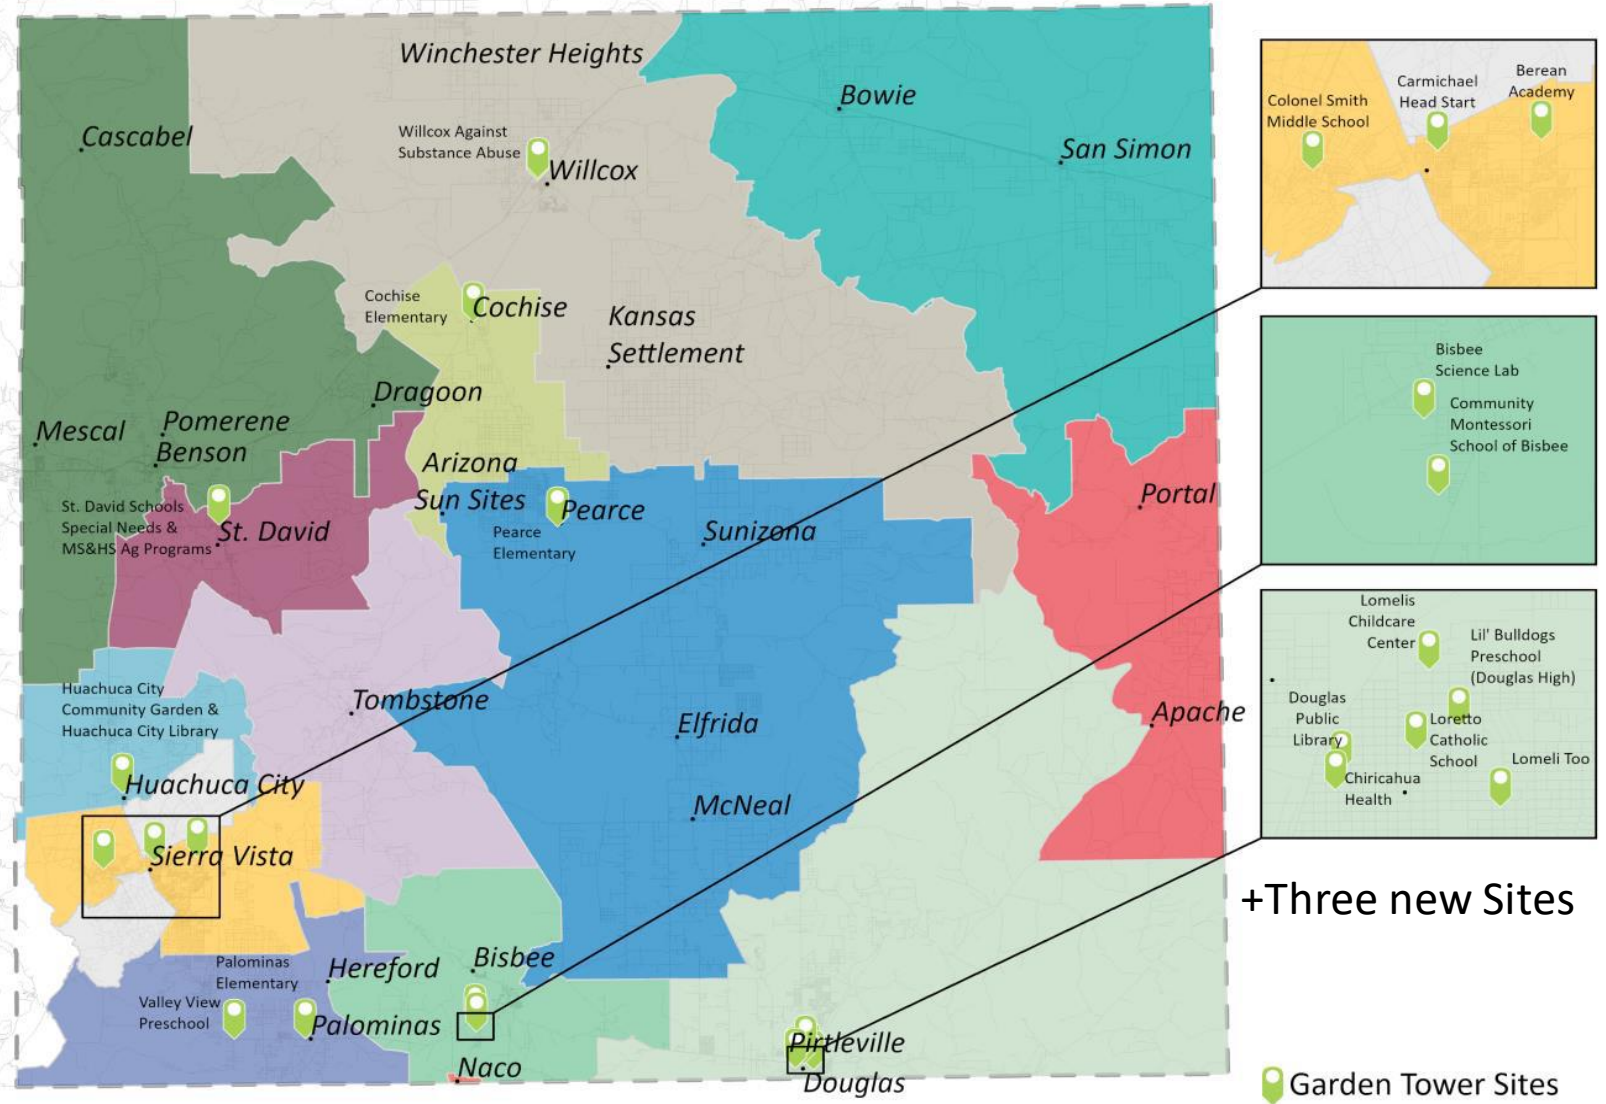 Winchester Heights
Bowie
Cascabel
Willcox Against
Substance Abuse
Willcox
San Simon
Cochise
Elementary
Cochise
Kansas
Settlement
Dragoon
Mescal
Pomerene
Benson
Arizona
Sun Sites
Pearce
Pearce
Elementary
Sunizona
Portal
St. David Schools
Special Needs &
MS&HS Ag Programs
St. David
Huachuca City
Community Garden &
Huachuca City Library
Huachuca City
Tombstone
Elfrida
Apache
McNeal
Sierra Vista
Palominas
Elementary
Hereford
Bisbee
Valley View
Preschool
Palominas
Naco
Pirtleville
Douglas
Colonel Smith
Middle School
Carmichael
Head Start
Berean
Academy
Bisbee
Science Lab
Community
Montessori
School of Bisbee
Lomelis
Childcare
Center
Lil' Bulldogs
Preschool
(Douglas High)
Douglas
Public
Library
Loretto
Catholic
School
Lomeli Too
Chiricahua
Health
+Three new Sites
Garden Tower Sites